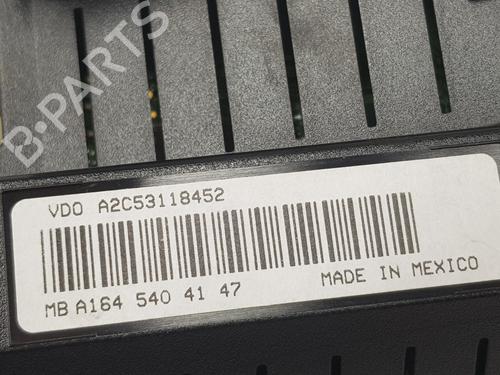 B-PARTS
VDO A2C53118452
MB A164 540 41 47 MADE IN MEXICO